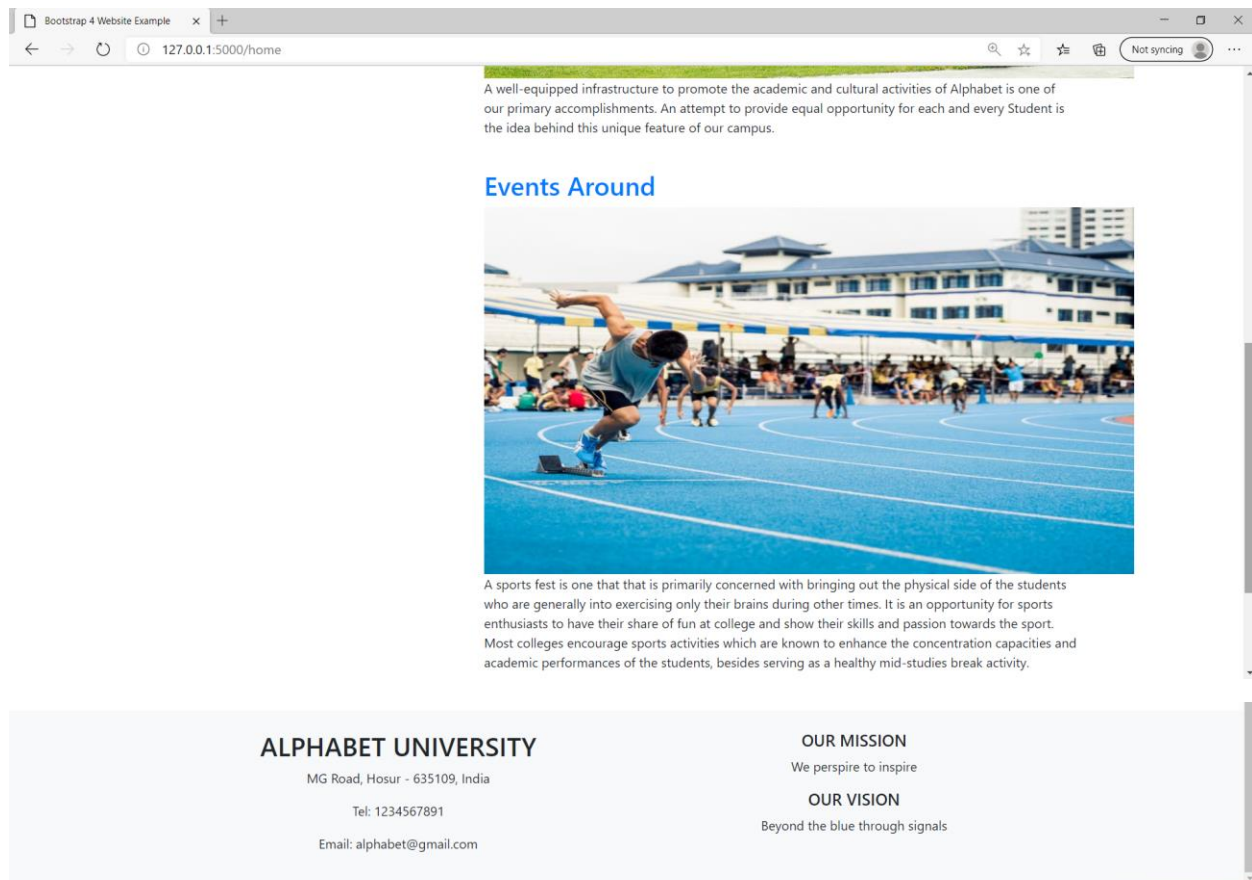 Bootstrap 4 Website Example
127.0.0.1:5000/home
Not syncing
A well-equipped infrastructure to promote the academic and cultural activities of Alphabet is one of
our primary accomplishments. An attempt to provide equal opportunity for each and every Student is
the idea behind this unique feature of our campus.
Events Around
A sports fest is one that that is primarily concerned with bringing out the physical side of the students
who are generally into exercising only their brains during other times. It is an opportunity for sports
enthusiasts to have their share of fun at college and show their skills and passion towards the sport.
Most colleges encourage sports activities which are known to enhance the concentration capacities and
academic performances of the students, besides serving as a healthy mid-studies break activity.
ALPHABET UNIVERSITY
MG Road, Hosur - 635109, India
Tel: 1234567891
Email: alphabet@gmail.com
OUR MISSION
We perspire to inspire
OUR VISION
Beyond the blue through signals